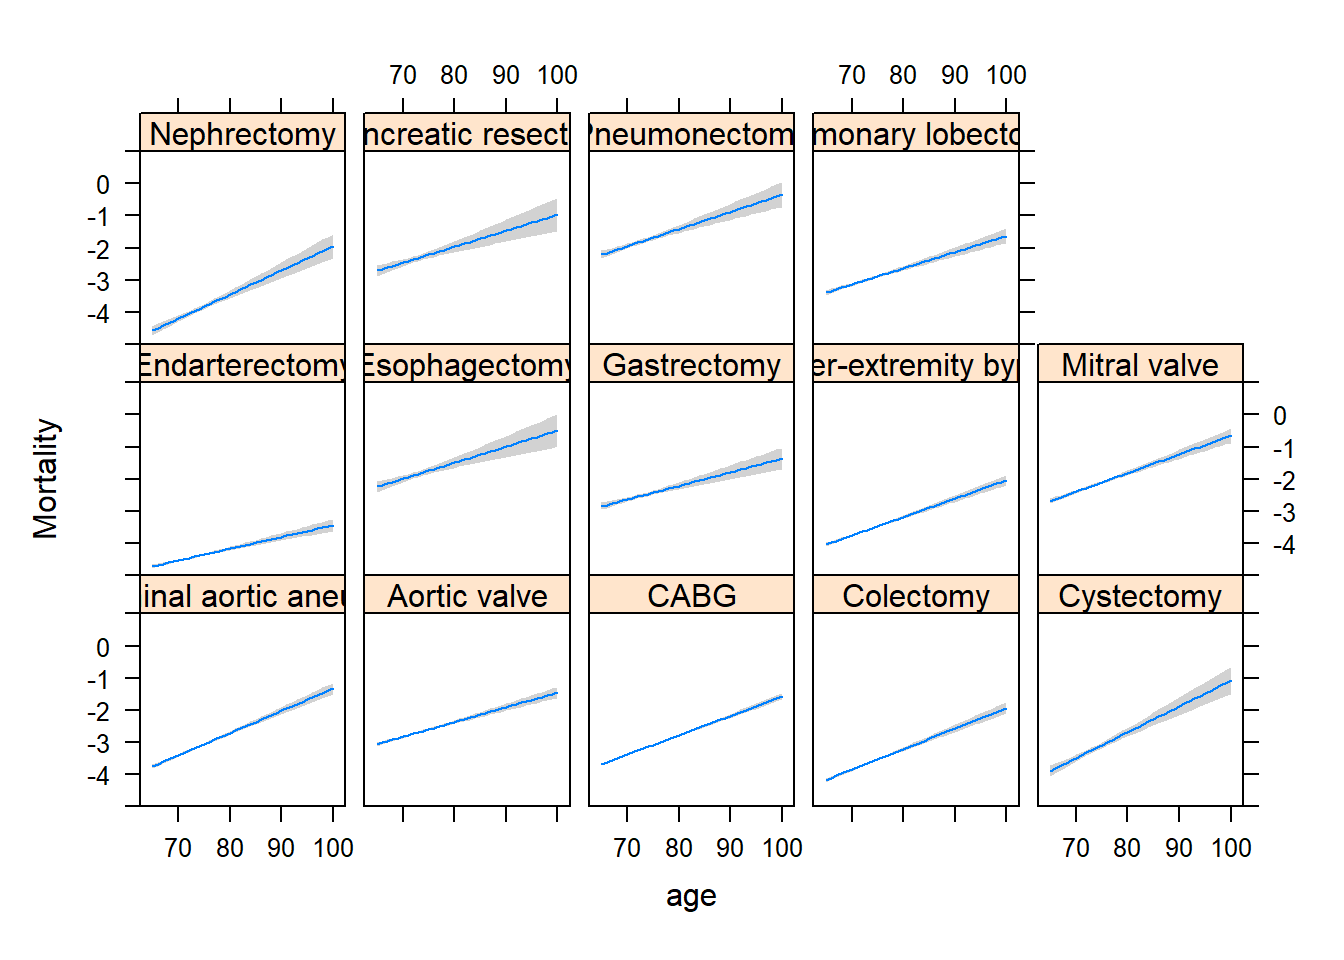 70 80 90 100 70 80 90 100
Nephrectomy ncreatic resect Pneumonectom monary lobecto
0
-1
-2
-3
-4
Endarterectomy Esophagectomy Gastrectomy er-extremity byp Mitral valve
0
-1
-2
-3
-4
Mortality
inal aortic aneu Aortic valve CABG Colectomy Cystectomy
0
-1
-2
-3
-4
70 80 90 100 70 80 90 100 70 80 90 100
age